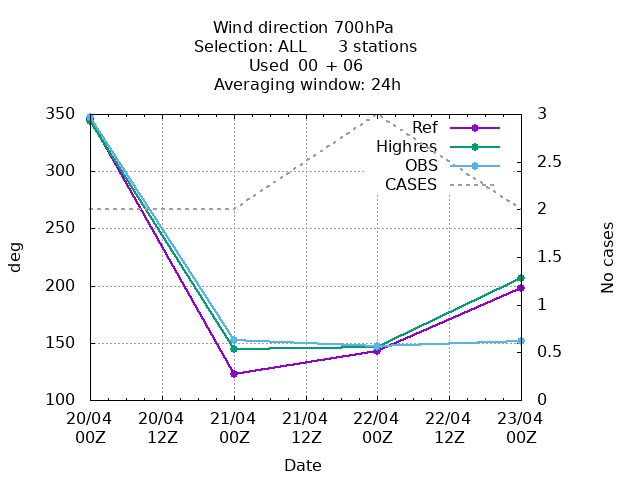 Wind direction 700hPa
Selection: ALL 3 stations
Used 00 + 06
Averaging window: 24h
350
300
250
200
150
100
deg
3
2.5
2
1.5
1
0.5
0
No cases
Ref
Highres
OBS
CASES
20/04 20/04 21/04 21/04 22/04 22/04 23/04
00Z 12Z 00Z 12Z 00Z 12Z 00Z
Date